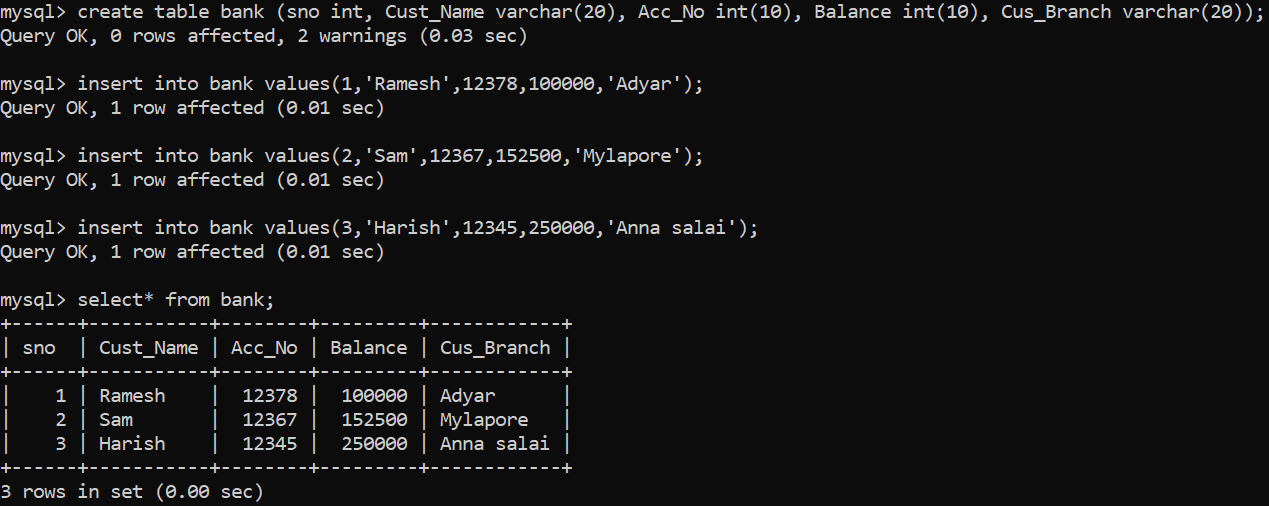 mysql> create table bank (sno int, Cust_Name varchar(20), Acc_No int(10), Balance int(10), Cus_Branch varchar(20));
Query OK, 0 rows affected, 2 warnings (0.03 sec)
mysql> insert into bank values(1,'Ramesh',12378,100000,'Adyar');
Query OK, 1 row affected (0.01 sec)
mysql> insert into bank values(2,'Sam',12367,152500,'Mylapore');
Query OK, 1 row affected (0.01 sec)
mysql> insert into bank values(3,'Harish',12345,250000,'Anna salai');
Query OK, 1 row affected (0.01 sec)
mysql> select* from bank;
+------+-----------+--------+---------+------------+
| sno  | Cust_Name | Acc_No | Balance | Cus_Branch |
+------+-----------+--------+---------+------------+
|    1 | Ramesh    |  12378 |  100000 | Adyar      |
|    2 | Sam       |  12367 |  152500 | Mylapore   |
|    3 | Harish    |  12345 |  250000 | Anna salai |
+------+-----------+--------+---------+------------+
3 rows in set (0.00 sec)